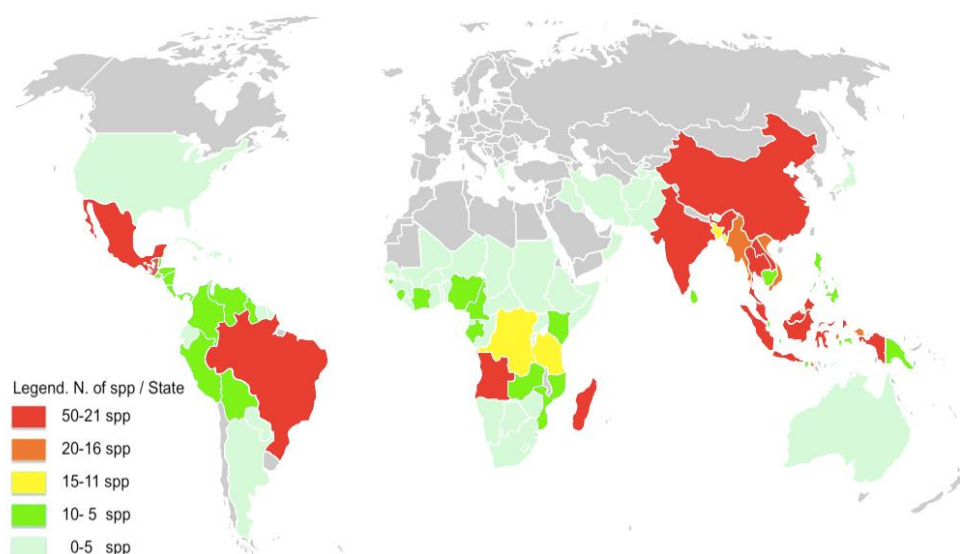 Legend. N. of spp / State
50-21 spp
20-16 spp
15-11 spp
10- 5 spp
0-5 spp